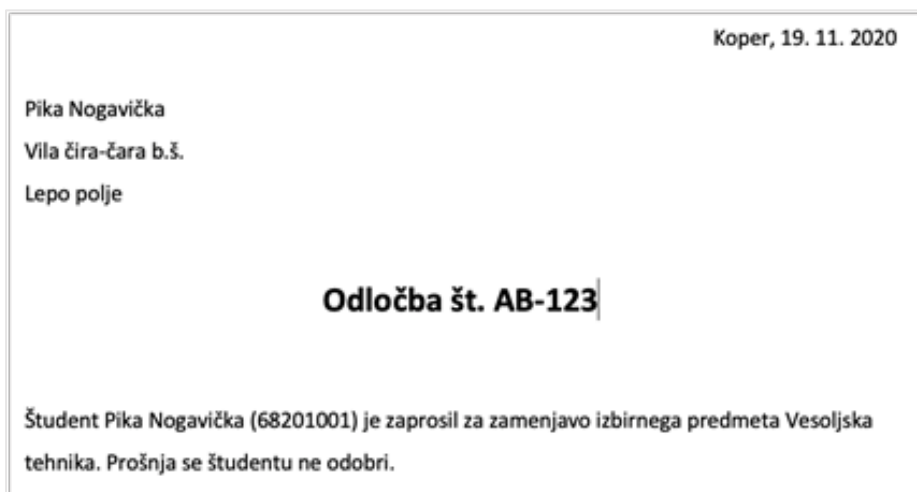 Koper, 19. 11. 2020
Pika Nogavička
Vila čira-čara b.š.
Lepo polje
Odločba št. AB-123
Študent Pika Nogavička (68201001) je zaprosil za zamenjavo izbirnega predmeta Vesoljska
tehnika. Prošnja se študentu ne odobri.